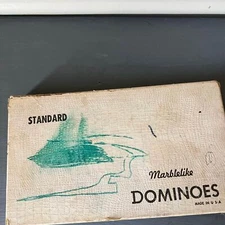 STANDARD
Marblelike
DOMINOES
MADE IN U S A